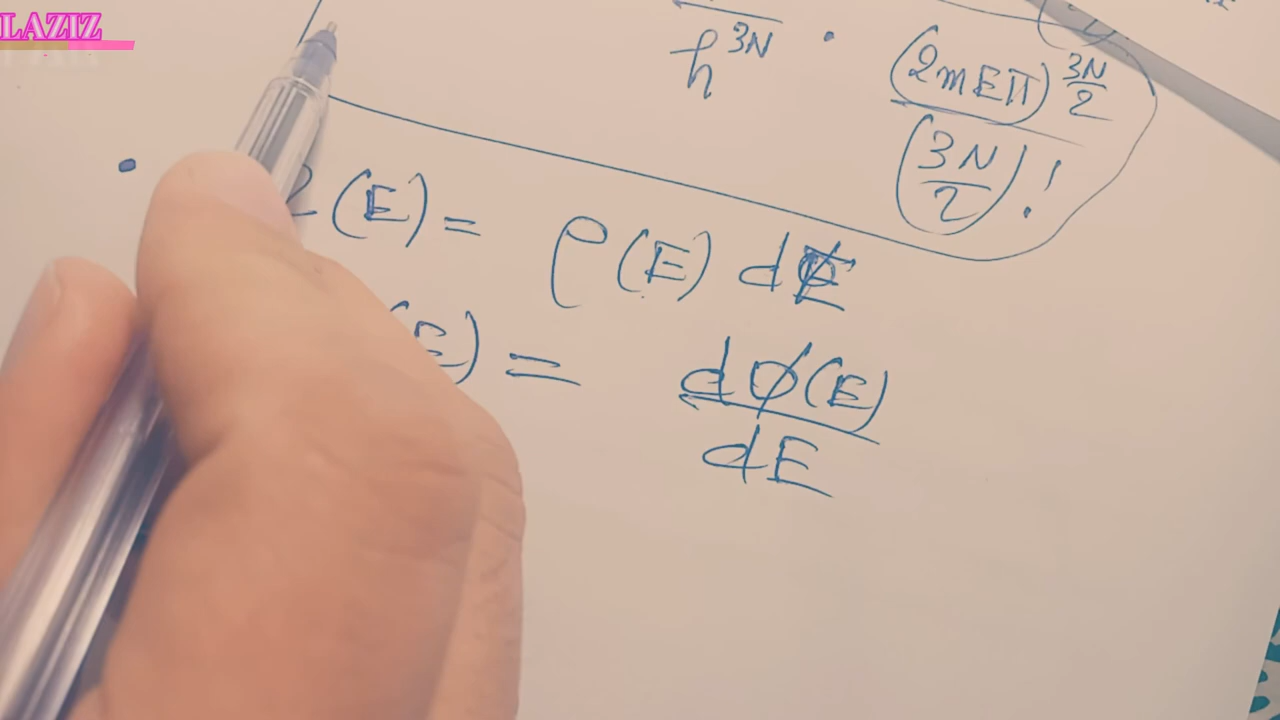 LAZIZ
h^{3N} · (2mEπ)^{3N/2} / (3N/2)!
(E) = ρ(E) dE
(E) = dϕ(E) / dE